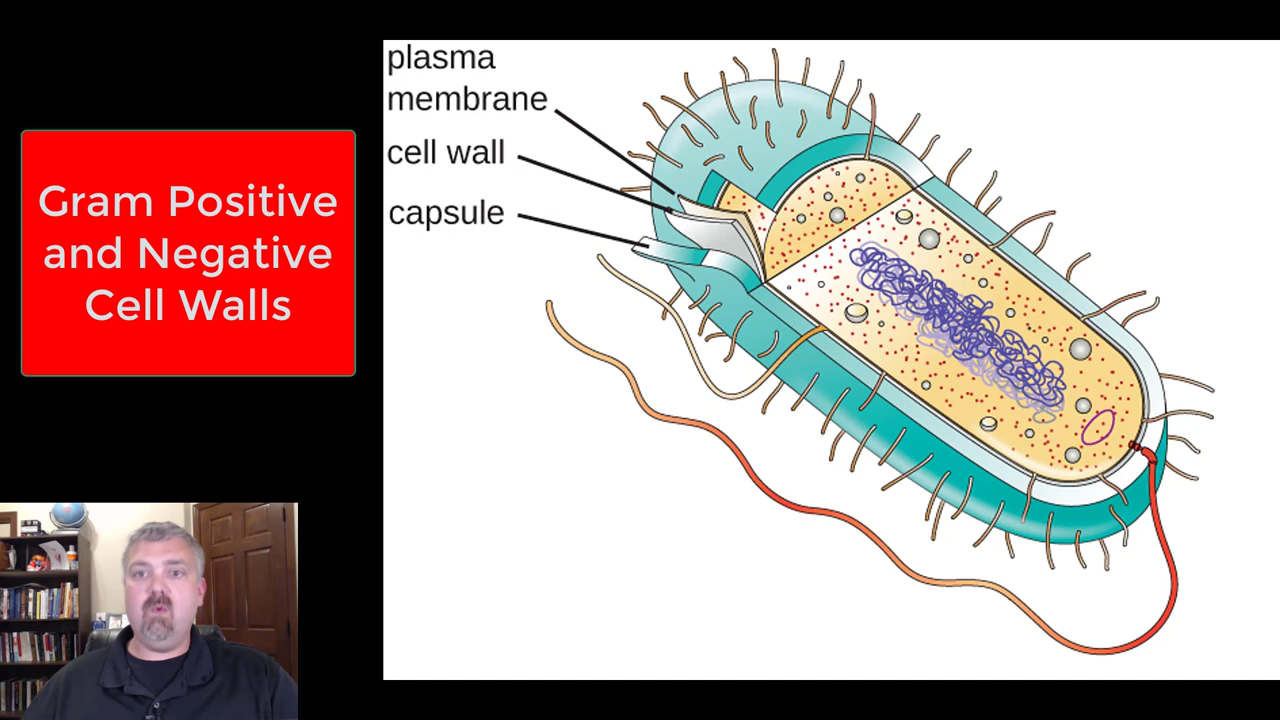 Gram Positive
and Negative
Cell Walls
plasma
membrane
cell wall
capsule